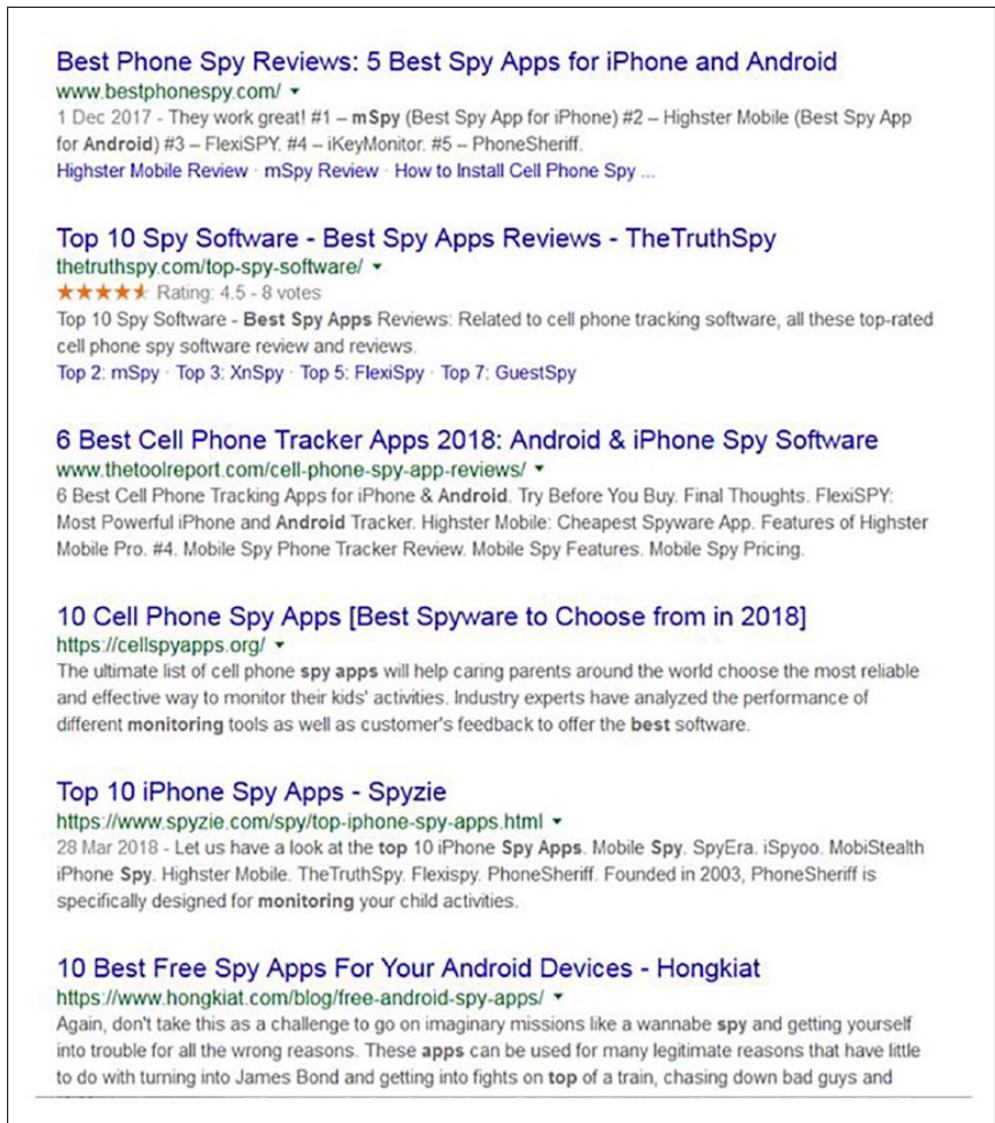 Best Phone Spy Reviews: 5 Best Spy Apps for iPhone and Android
www.bestphonespy.com/
1 Dec 2017 - They work great! #1 – mSpy (Best Spy App for iPhone) #2 – Highster Mobile (Best Spy App
for Android) #3 – FlexiSPY. #4 – iKeyMonitor. #5 – PhoneSheriff.
Highster Mobile Review · mSpy Review · How to Install Cell Phone Spy ...
Top 10 Spy Software - Best Spy Apps Reviews - TheTruthSpy
thetruthspy.com/top-spy-software/
Rating: 4.5 - 8 votes
Top 10 Spy Software - Best Spy Apps Reviews: Related to cell phone tracking software, all these top-rated
cell phone spy software review and reviews.
Top 2: mSpy · Top 3: XnSpy · Top 5: FlexiSpy · Top 7: GuestSpy
6 Best Cell Phone Tracker Apps 2018: Android & iPhone Spy Software
www.thetoolreport.com/cell-phone-spy-app-reviews/
6 Best Cell Phone Tracking Apps for iPhone & Android. Try Before You Buy. Final Thoughts. FlexiSPY:
Most Powerful iPhone and Android Tracker. Highster Mobile: Cheapest Spyware App. Features of Highster
Mobile Pro. #4. Mobile Spy Phone Tracker Review. Mobile Spy Features. Mobile Spy Pricing.
10 Cell Phone Spy Apps [Best Spyware to Choose from in 2018]
https://cellspyapps.org/
The ultimate list of cell phone spy apps will help caring parents around the world choose the most reliable
and effective way to monitor their kids' activities. Industry experts have analyzed the performance of
different monitoring tools as well as customer's feedback to offer the best software.
Top 10 iPhone Spy Apps - Spyzie
https://www.spyzie.com/spy/top-iphone-spy-apps.html
28 Mar 2018 - Let us have a look at the top 10 iPhone Spy Apps. Mobile Spy. SpyEra. iSpyoo. MobiStealth
iPhone Spy. Highster Mobile. TheTruthSpy. Flexispy. PhoneSheriff. Founded in 2003, PhoneSheriff is
specifically designed for monitoring your child activities.
10 Best Free Spy Apps For Your Android Devices - Hongkiat
https://www.hongkiat.com/blog/free-android-spy-apps/
Again, don't take this as a challenge to go on imaginary missions like a wannabe spy and getting yourself
into trouble for all the wrong reasons. These apps can be used for many legitimate reasons that have little
to do with turning into James Bond and getting into fights on top of a train, chasing down bad guys and